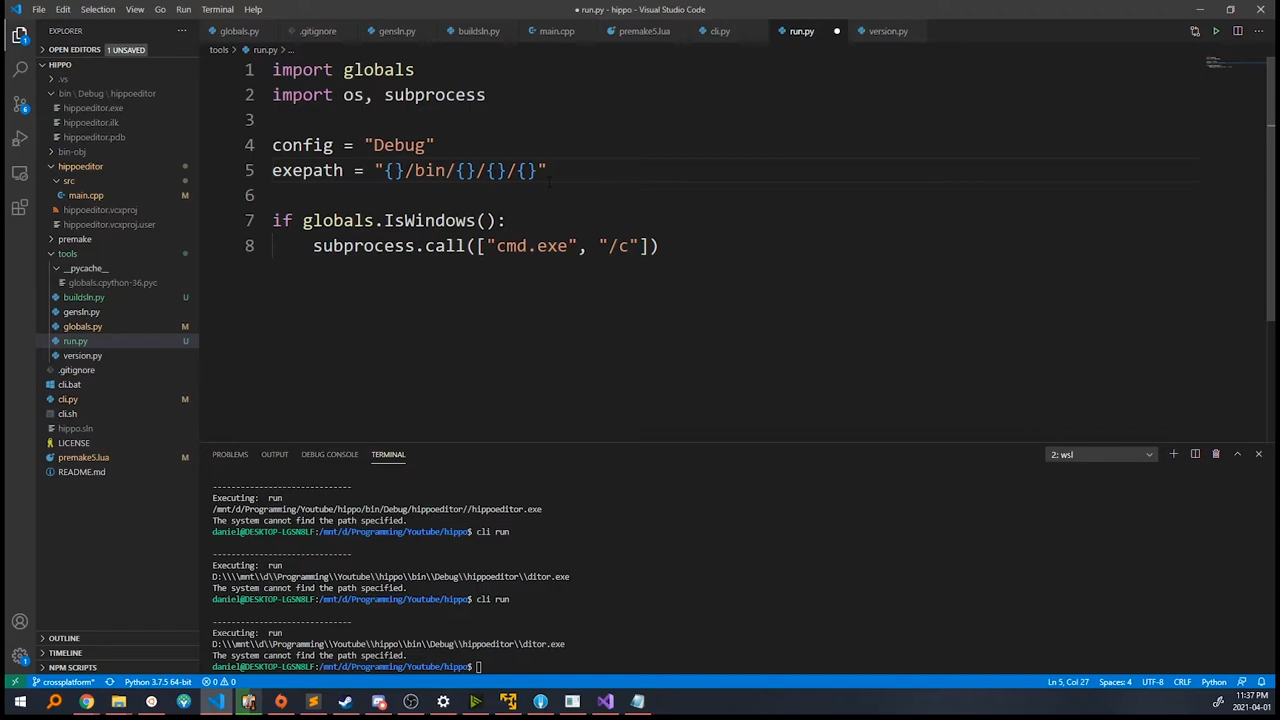 File Edit Selection View Go Run Terminal Help
● run.py - hippo - Visual Studio Code
EXPLORER
OPEN EDITORS 1 UNSAVED
HIPPO
.vs
bin \ Debug \ hippoeditor
hippoeditor.exe
hippoeditor.ilk
hippoeditor.pdb
bin-obj
hippoeditor
src
main.cpp
hippoeditor.vcxproj
hippoeditor.vcxproj.user
premake
tools
__pycache__
globals.cpython-36.pyc
buildsln.py U
gensln.py
globals.py M
run.py U
version.py
.gitignore
cli.bat
cli.py M
cli.sh
hippo.sln
LICENSE
premake5.lua M
README.md
OUTLINE
TIMELINE
NPM SCRIPTS
globals.py .gitignore gensln.py buildsln.py main.cpp premake5.lua cli.py run.py version.py
tools > run.py > ...
1 import globals
2 import os, subprocess
3
4 config = "Debug"
5 exepath = "{}/bin/{}/{}/{}"
6
7 if globals.IsWindows():
8 subprocess.call(["cmd.exe", "/c"])
PROBLEMS OUTPUT DEBUG CONSOLE TERMINAL
2: wsl
------------------------------
Executing: run
/mnt/d/Programming/Youtube/hippo/bin/Debug/hippoeditor//hippoeditor.exe
The system cannot find the path specified.
daniel@DESKTOP-LGSN8LF:/mnt/d/Programming/Youtube/hippo$ cli run
------------------------------
Executing: run
D:\\\\mnt\\d\\Programming\\Youtube\\hippo\\bin\\Debug\\hippoeditor\\ditor.exe
The system cannot find the path specified.
daniel@DESKTOP-LGSN8LF:/mnt/d/Programming/Youtube/hippo$ cli run
------------------------------
Executing: run
D:\\\mnt\\d\\Programming\\Youtube\\hippo\\bin\\Debug\\hippoeditor\\ditor.exe
The system cannot find the path specified.
daniel@DESKTOP-LGSN8LF:/mnt/d/Programming/Youtube/hippo$
crossplatform* Python 3.7.5 64-bit 0 0
Ln 5, Col 27 Spaces: 4 UTF-8 CRLF Python
11:37 PM
2021-04-01